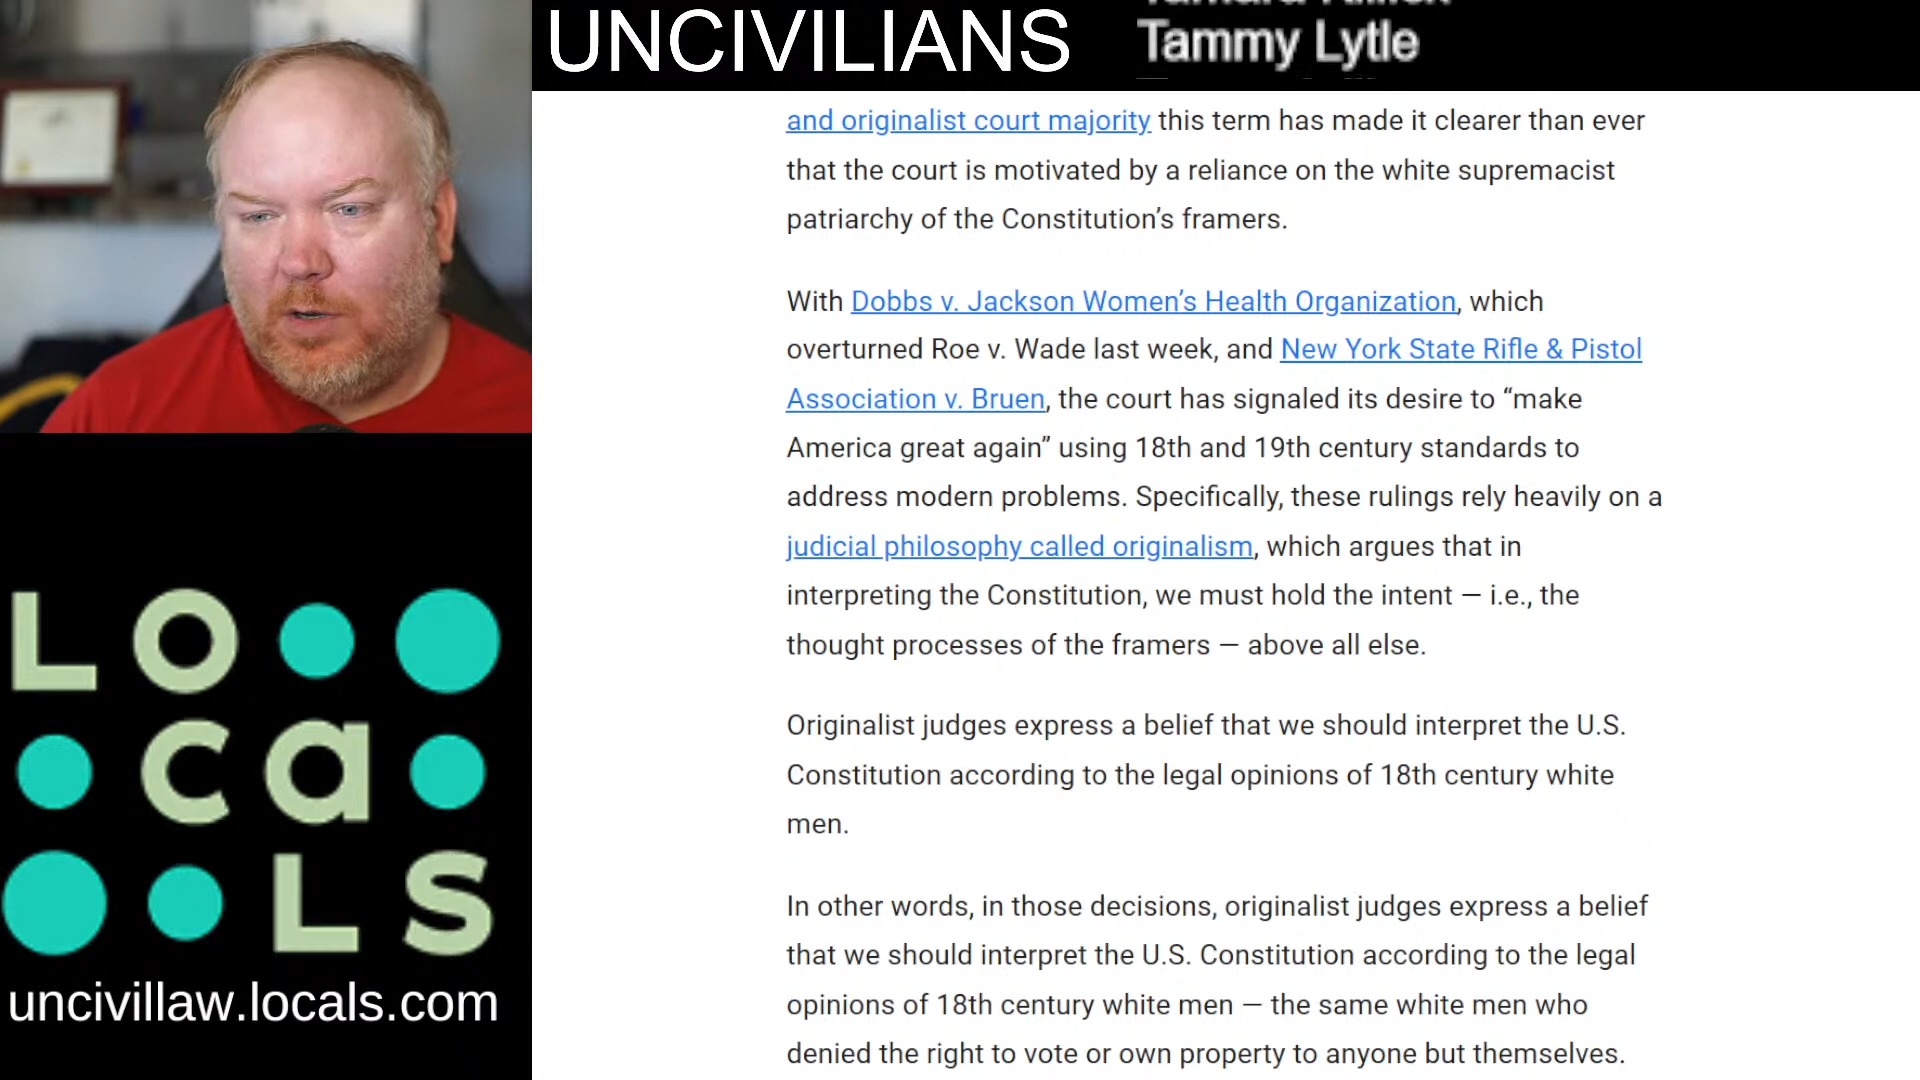 UNCIVILIANS
Tammy Lytle
and originalist court majority this term has made it clearer than ever
that the court is motivated by a reliance on the white supremacist
patriarchy of the Constitution’s framers.
With Dobbs v. Jackson Women’s Health Organization, which
overturned Roe v. Wade last week, and New York State Rifle & Pistol
Association v. Bruen, the court has signaled its desire to “make
America great again” using 18th and 19th century standards to
address modern problems. Specifically, these rulings rely heavily on a
judicial philosophy called originalism, which argues that in
interpreting the Constitution, we must hold the intent — i.e., the
thought processes of the framers — above all else.
Originalist judges express a belief that we should interpret the U.S.
Constitution according to the legal opinions of 18th century white
men.
In other words, in those decisions, originalist judges express a belief
that we should interpret the U.S. Constitution according to the legal
opinions of 18th century white men — the same white men who
denied the right to vote or own property to anyone but themselves.
LO
ca
LS
uncivillaw.locals.com